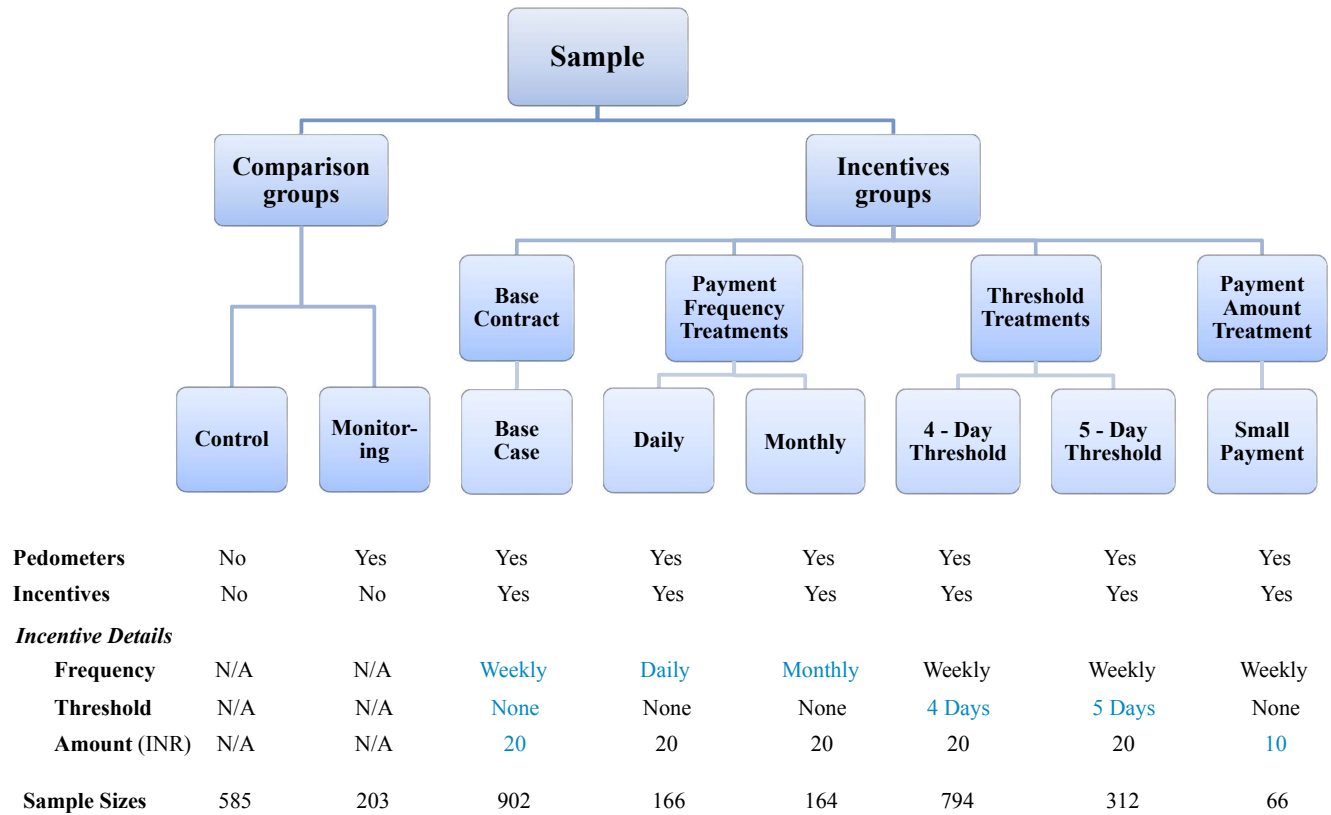 Sample
Comparison
groups
Incentives
groups
Base
Contract
Payment
Frequency
Treatments
Threshold
Treatments
Payment
Amount
Treatment
Control
Monitor-
ing
Base
Case
Daily
Monthly
4 - Day
Threshold
5 - Day
Threshold
Small
Payment
Pedometers No Yes Yes Yes Yes Yes Yes Yes
Incentives No No Yes Yes Yes Yes Yes Yes
Incentive Details
Frequency N/A N/A Weekly Daily Monthly Weekly Weekly Weekly
Threshold N/A N/A None None None 4 Days 5 Days None
Amount (INR) N/A N/A 20 20 20 20 20 10
Sample Sizes 585 203 902 166 164 794 312 66